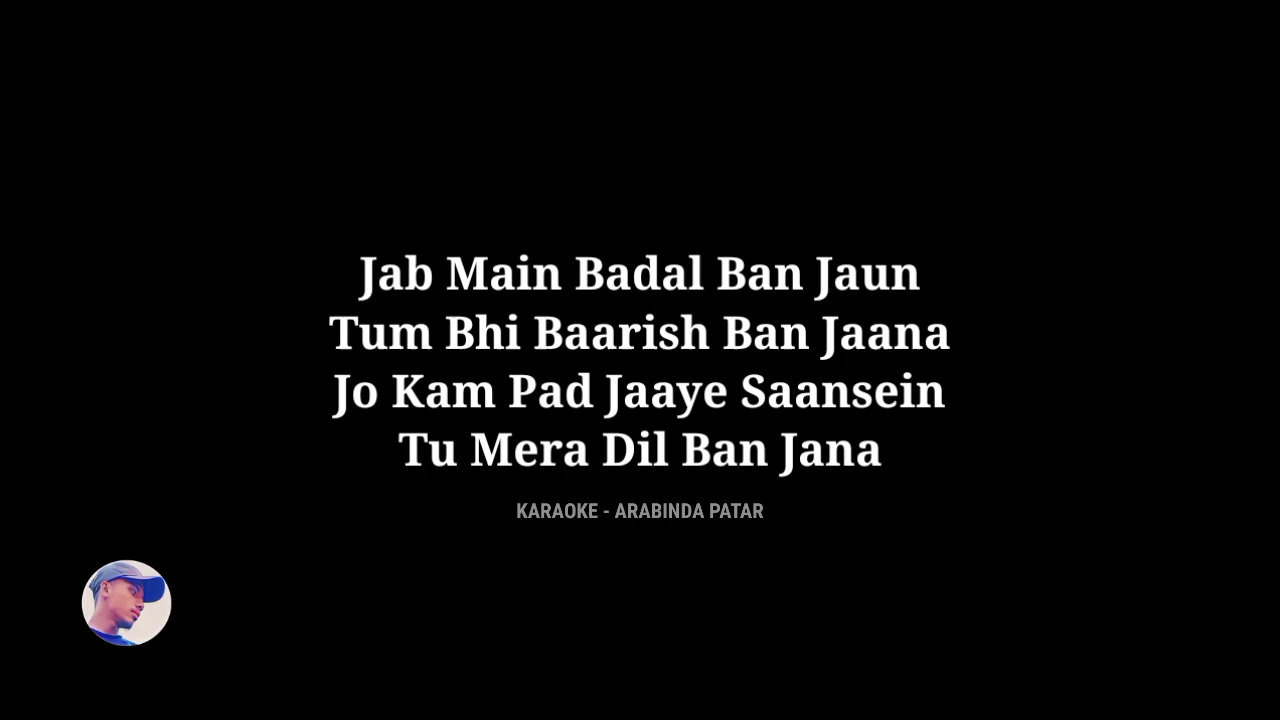 Jab Main Badal Ban Jaun
Tum Bhi Baarish Ban Jaana
Jo Kam Pad Jaaye Saansein
Tu Mera Dil Ban Jana
KARAOKE - ARABINDA PATAR